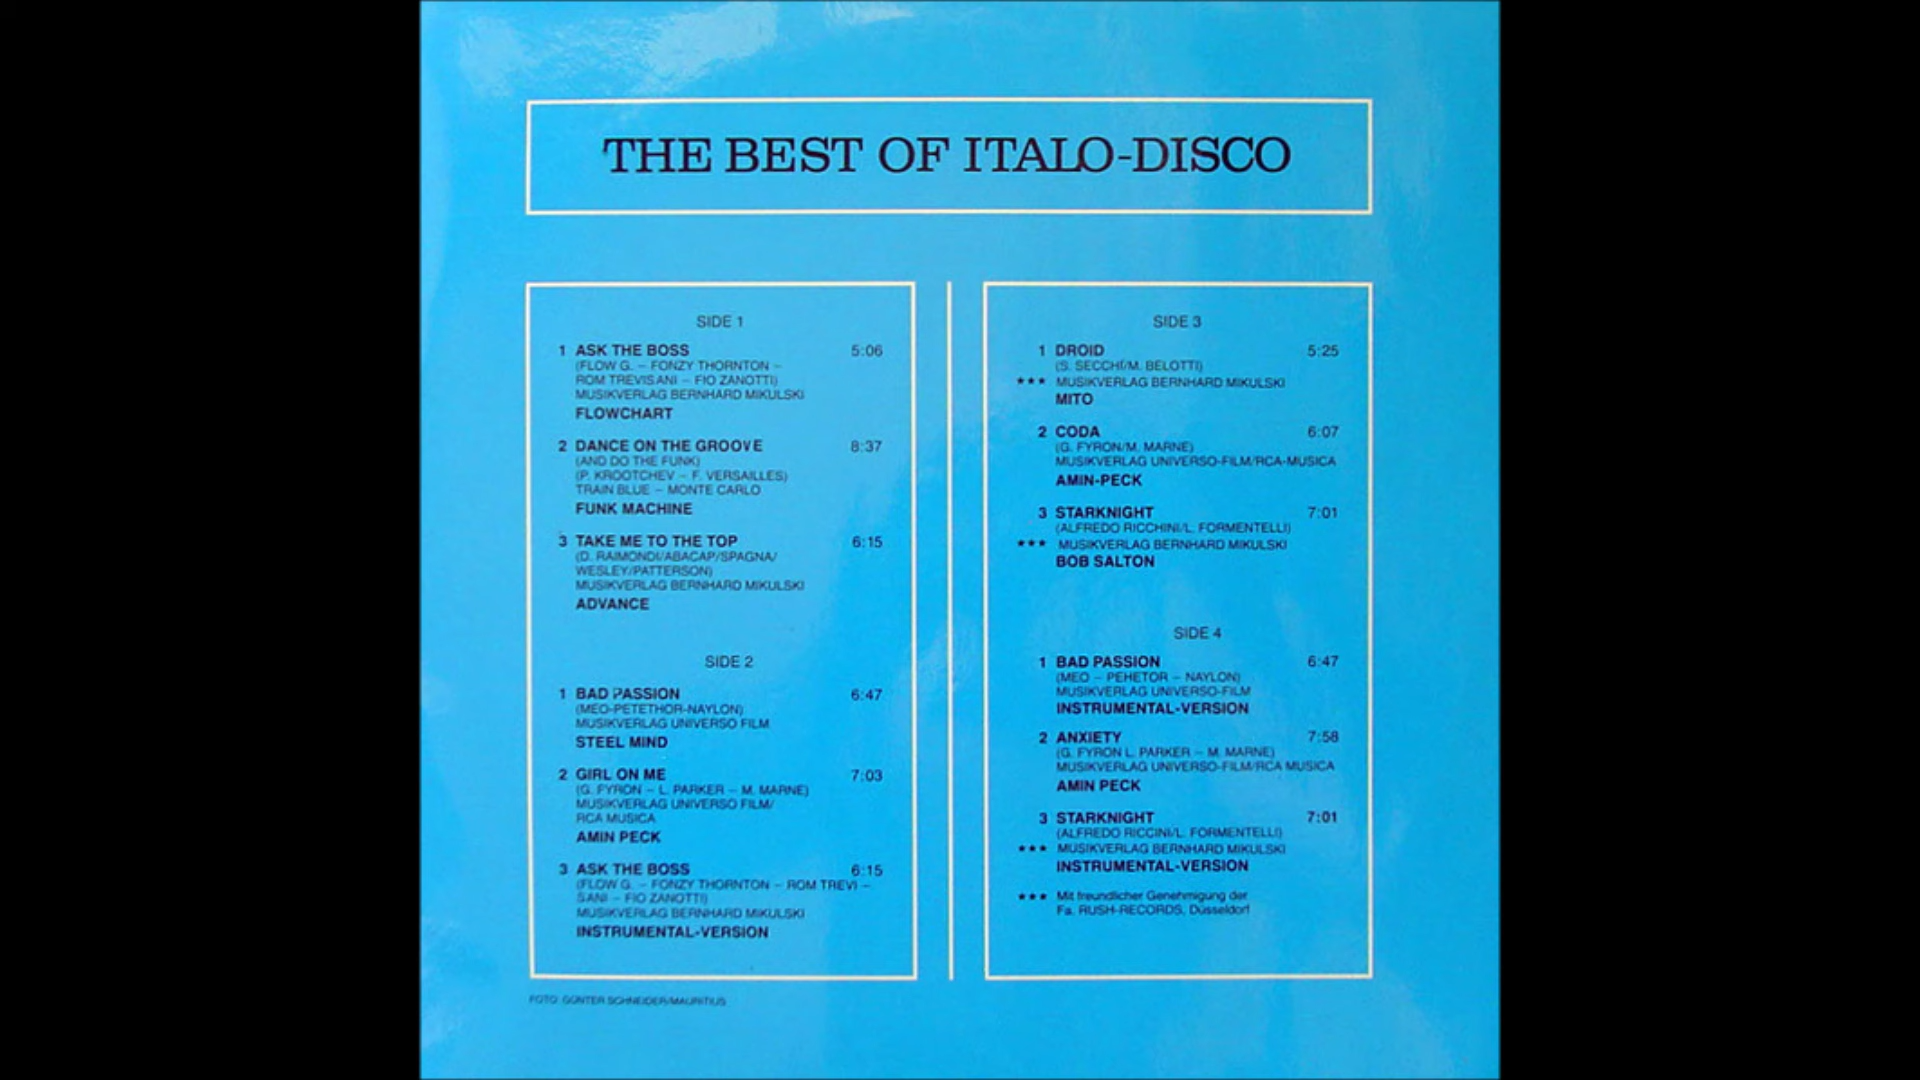 THE BEST OF ITALO-DISCO
SIDE 1
1 ASK THE BOSS 5:06
(FLOW G. – FONZY THORNTON –
ROM TREVISANI – FIO ZANOTTI)
MUSIKVERLAG BERNHARD MIKULSKI
FLOWCHART
2 DANCE ON THE GROOVE 8:37
(AND DO THE FUNK)
(P. KROOTCHEV – F. VERSAILLES)
TRAIN BLUE – MONTE CARLO
FUNK MACHINE
3 TAKE ME TO THE TOP 6:15
(D. RAIMONDI/ABACAP/SPAGNA/
WESLEY/PATTERSON)
MUSIKVERLAG BERNHARD MIKULSKI
ADVANCE
SIDE 2
1 BAD PASSION 6:47
(MEO-PETETHOR-NAYLON)
MUSIKVERLAG UNIVERSO FILM
STEEL MIND
2 GIRL ON ME 7:03
(G. FYRON – L. PARKER – M. MARNE)
MUSIKVERLAG UNIVERSO FILM/
RCA MUSICA
AMIN PECK
3 ASK THE BOSS 6:15
(FLOW G. – FONZY THORNTON – ROM TREVI –
SANI – FIO ZANOTTI)
MUSIKVERLAG BERNHARD MIKULSKI
INSTRUMENTAL-VERSION
SIDE 3
1 DROID 5:25
(S. SECCHI/M. BELOTTI)
*** MUSIKVERLAG BERNHARD MIKULSKI
MITO
2 CODA 6:07
(G. FYRON/M. MARNE)
MUSIKVERLAG UNIVERSO-FILM/RCA-MUSICA
AMIN-PECK
3 STARKNIGHT 7:01
(ALFREDO RICCHINI/L. FORMENTELLI)
*** MUSIKVERLAG BERNHARD MIKULSKI
BOB SALTON
SIDE 4
1 BAD PASSION 6:47
(MEO – PEHETOR – NAYLON)
MUSIKVERLAG UNIVERSO-FILM
INSTRUMENTAL-VERSION
2 ANXIETY 7:58
(G. FYRON L. PARKER – M. MARNE)
MUSIKVERLAG UNIVERSO-FILM/RCA MUSICA
AMIN PECK
3 STARKNIGHT 7:01
(ALFREDO RICCINI/L. FORMENTELLI)
*** MUSIKVERLAG BERNHARD MIKULSKI
INSTRUMENTAL-VERSION
*** Mit freundlicher Genehmigung der
Fa. RUSH-RECORDS, Düsseldorf
FOTO: GÜNTER SCHNEIDER/MAURITIUS